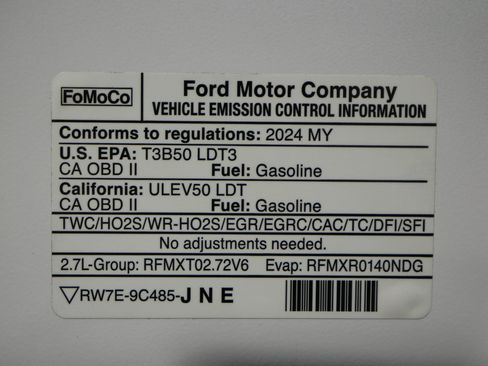 FoMoCo
Ford Motor Company
VEHICLE EMISSION CONTROL INFORMATION
Conforms to regulations: 2024 MY
U.S. EPA: T3B50 LDT3
CA OBD II Fuel: Gasoline
California: ULEV50 LDT
CA OBD II Fuel: Gasoline
TWC/HO2S/WR-HO2S/EGR/EGRC/CAC/TC/DFI/SFI
No adjustments needed.
2.7L-Group: RFMXT02.72V6 Evap: RFMXR0140NDG
▽RW7E-9C485-J N E